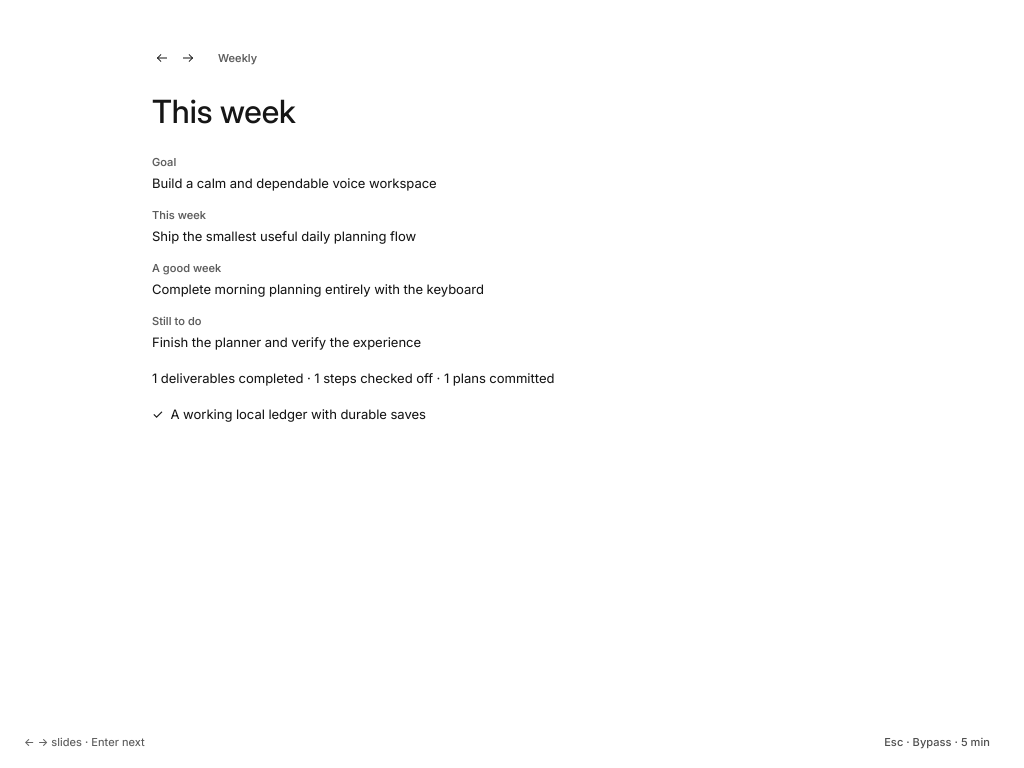 ← → Weekly
This week
Goal
Build a calm and dependable voice workspace
This week
Ship the smallest useful daily planning flow
A good week
Complete morning planning entirely with the keyboard
Still to do
Finish the planner and verify the experience
1 deliverables completed · 1 steps checked off · 1 plans committed
✓ A working local ledger with durable saves
← → slides · Enter next
Esc · Bypass · 5 min